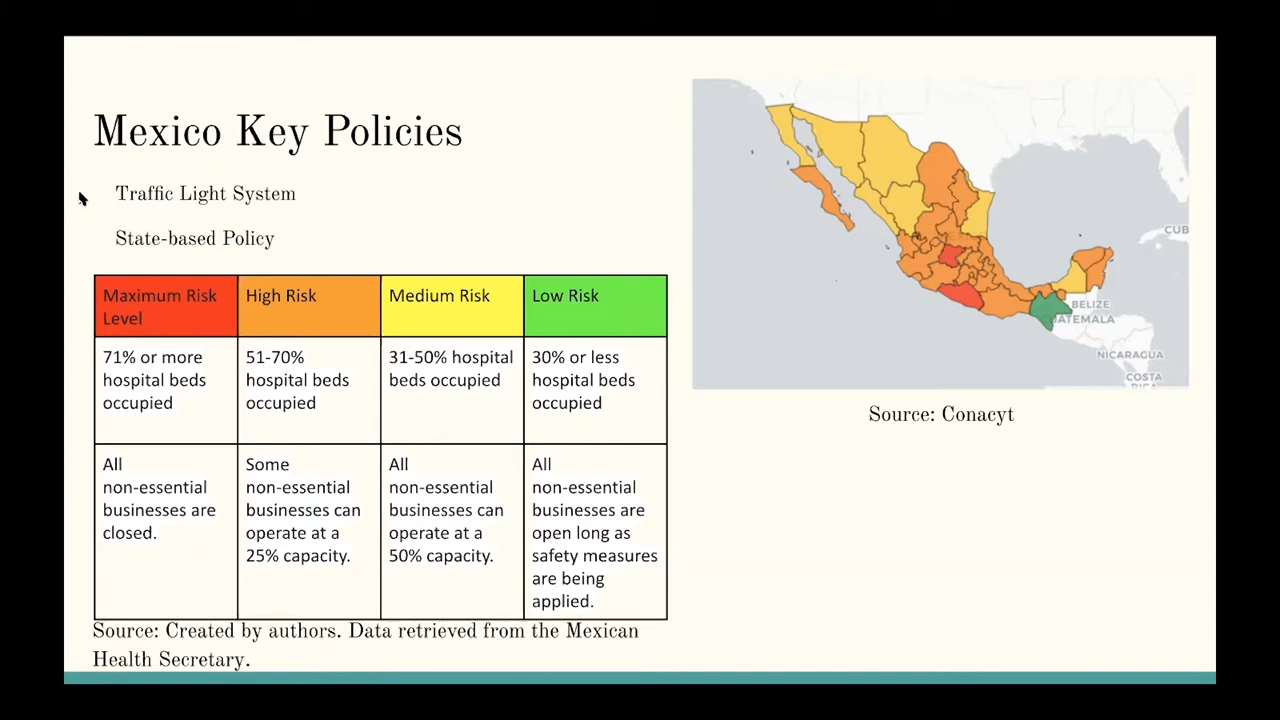 Mexico Key Policies
Traffic Light System
State-based Policy
Maximum Risk
Level
High Risk
Medium Risk
Low Risk
71% or more
hospital beds
occupied
51-70%
hospital beds
occupied
31-50% hospital
beds occupied
30% or less
hospital beds
occupied
All
non-essential
businesses are
closed.
Some
non-essential
businesses can
operate at a
25% capacity.
All
non-essential
businesses can
operate at a
50% capacity.
All
non-essential
businesses are
open long as
safety measures
are being
applied.
Source: Created by authors. Data retrieved from the Mexican
Health Secretary.
CUB
BELIZE
UATEMALA
NICARAGUA
COSTA
RICA
Source: Conacyt